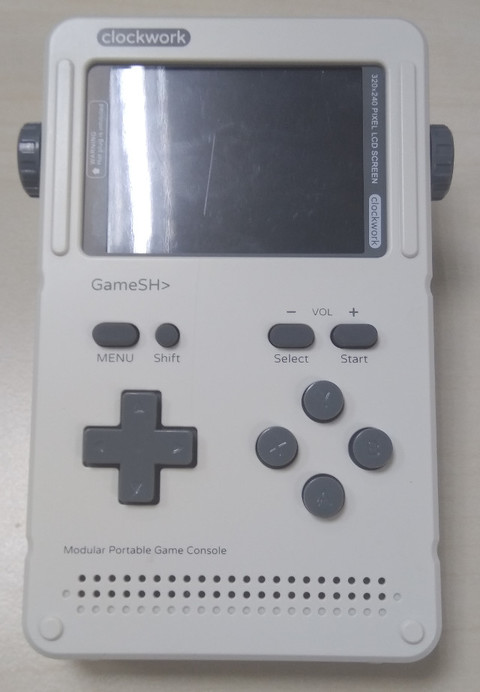 clockwork
320x240 PIXEL LCD SCREEN
clockwork
GameSH>
− VOL +
MENU Shift Select Start
Modular Portable Game Console